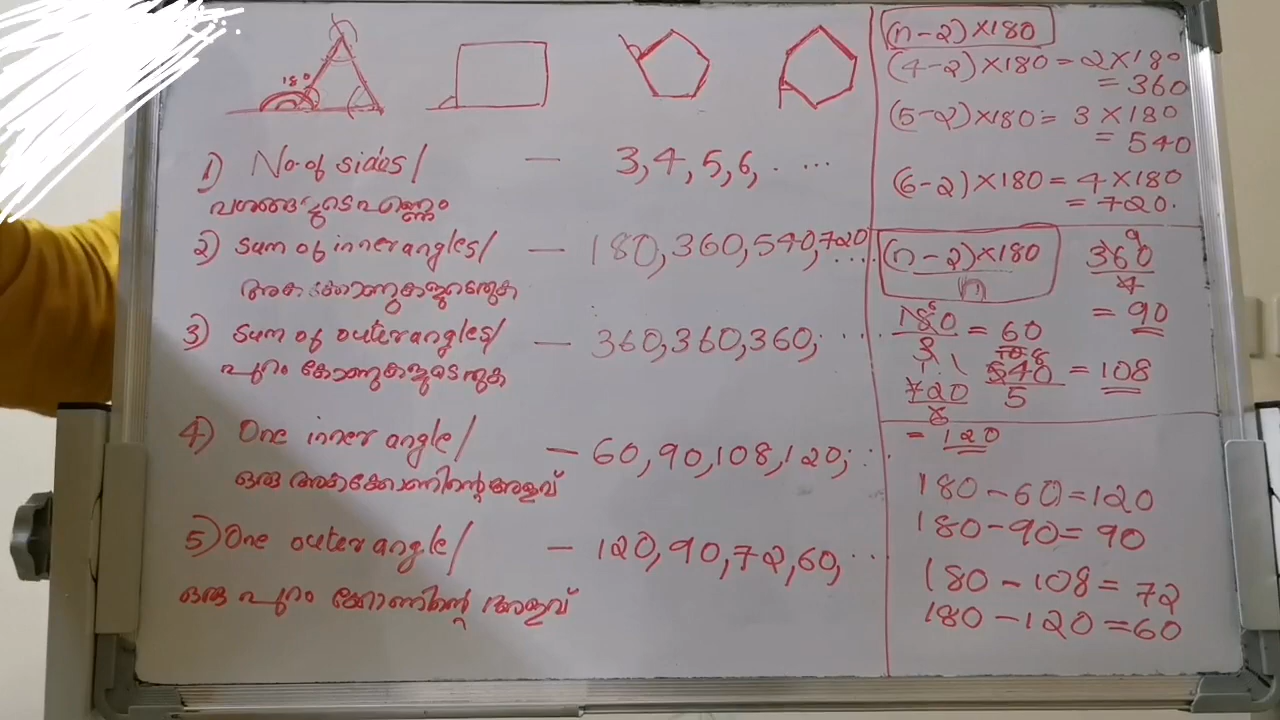 180
1) No. of sides/ — 3, 4, 5, 6, . ...
വശങ്ങളുടെ എണ്ണം
2) Sum of inner angles/ — 180, 360, 540, 720 ....
അകക്കോണുകളുടെ തുക
3) Sum of outer angles/ — 360, 360, 360, ....
പുറംകോണുകളുടെ തുക
4) One inner angle/ — 60, 90, 108, 120, ...
ഒരു അകക്കോണിന്റെ അളവ്
5) One outer angle/ — 120, 90, 72, 60, ...
ഒരു പുറംകോണിന്റെ അളവ്
(n-2)×180
(4-2)×180 = 2×180
= 360
(5-2)×180 = 3×180
= 540
(6-2)×180 = 4×180
= 720.
(n-2)×180
n
360
4
= 90
180
3
= 60
540
5
= 108
720
6
= 120
180-60=120
180-90=90
180-108=72
180-120=60